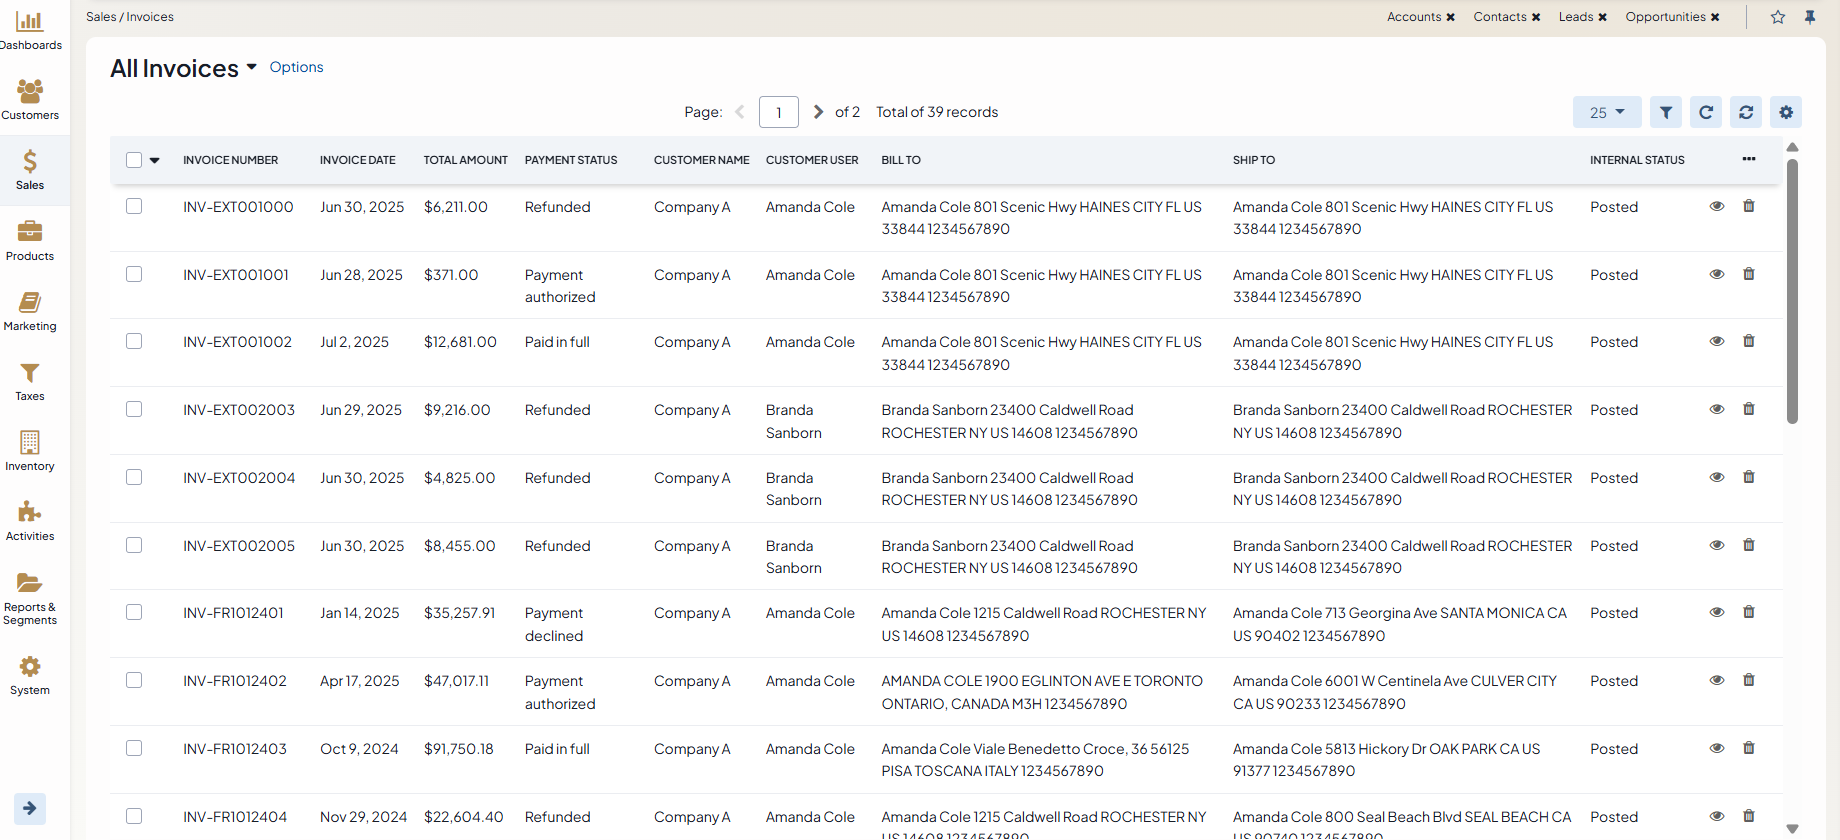 Sales / Invoices
Accounts ✖ Contacts ✖ Leads ✖ Opportunities ✖
Dashboards
Customers
Sales
Products
Marketing
Taxes
Inventory
Activities
Reports &
Segments
System
All Invoices Options
Page: 1 of 2 Total of 39 records
25
INVOICE NUMBER INVOICE DATE TOTAL AMOUNT PAYMENT STATUS CUSTOMER NAME CUSTOMER USER BILL TO SHIP TO INTERNAL STATUS
INV-EXT001000 Jun 30, 2025 $6,211.00 Refunded Company A Amanda Cole Amanda Cole 801 Scenic Hwy HAINES CITY FL US Amanda Cole 801 Scenic Hwy HAINES CITY FL US Posted
33844 1234567890 33844 1234567890
INV-EXT001001 Jun 28, 2025 $371.00 Payment Company A Amanda Cole Amanda Cole 801 Scenic Hwy HAINES CITY FL US Amanda Cole 801 Scenic Hwy HAINES CITY FL US Posted
authorized 33844 1234567890 33844 1234567890
INV-EXT001002 Jul 2, 2025 $12,681.00 Paid in full Company A Amanda Cole Amanda Cole 801 Scenic Hwy HAINES CITY FL US Amanda Cole 801 Scenic Hwy HAINES CITY FL US Posted
33844 1234567890 33844 1234567890
INV-EXT002003 Jun 29, 2025 $9,216.00 Refunded Company A Branda Branda Sanborn 23400 Caldwell Road Branda Sanborn 23400 Caldwell Road ROCHESTER Posted
Sanborn ROCHESTER NY US 14608 1234567890 NY US 14608 1234567890
INV-EXT002004 Jun 30, 2025 $4,825.00 Refunded Company A Branda Branda Sanborn 23400 Caldwell Road Branda Sanborn 23400 Caldwell Road ROCHESTER Posted
Sanborn ROCHESTER NY US 14608 1234567890 NY US 14608 1234567890
INV-EXT002005 Jun 30, 2025 $8,455.00 Refunded Company A Branda Branda Sanborn 23400 Caldwell Road Branda Sanborn 23400 Caldwell Road ROCHESTER Posted
Sanborn ROCHESTER NY US 14608 1234567890 NY US 14608 1234567890
INV-FR1012401 Jan 14, 2025 $35,257.91 Payment Company A Amanda Cole Amanda Cole 1215 Caldwell Road ROCHESTER NY Amanda Cole 713 Georgina Ave SANTA MONICA CA Posted
declined US 14608 1234567890 US 90402 1234567890
INV-FR1012402 Apr 17, 2025 $47,017.11 Payment Company A Amanda Cole AMANDA COLE 1900 EGLINTON AVE E TORONTO Amanda Cole 6001 W Centinela Ave CULVER CITY Posted
authorized ONTARIO, CANADA M3H 1234567890 CA US 90233 1234567890
INV-FR1012403 Oct 9, 2024 $91,750.18 Paid in full Company A Amanda Cole Amanda Cole Viale Benedetto Croce, 36 56125 Amanda Cole 5813 Hickory Dr OAK PARK CA US Posted
PISA TOSCANA ITALY 1234567890 91377 1234567890
INV-FR1012404 Nov 29, 2024 $22,604.40 Refunded Company A Amanda Cole Amanda Cole 1215 Caldwell Road ROCHESTER NY Amanda Cole 800 Seal Beach Blvd SEAL BEACH CA Posted
US 14608 1234567890 US 90740 1234567890